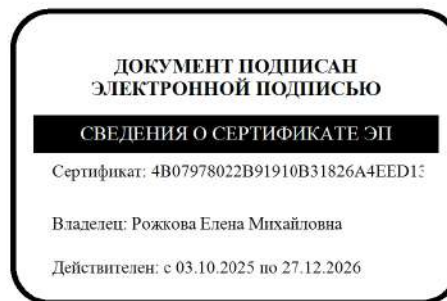 ДОКУМЕНТ ПОДПИСАН
ЭЛЕКТРОННОЙ ПОДПИСЬЮ
СВЕДЕНИЯ О СЕРТИФИКАТЕ ЭП
Сертификат: 4B07978022B91910B31826A4EED13
Владелец: Рожкова Елена Михайловна
Действителен: с 03.10.2025 по 27.12.2026